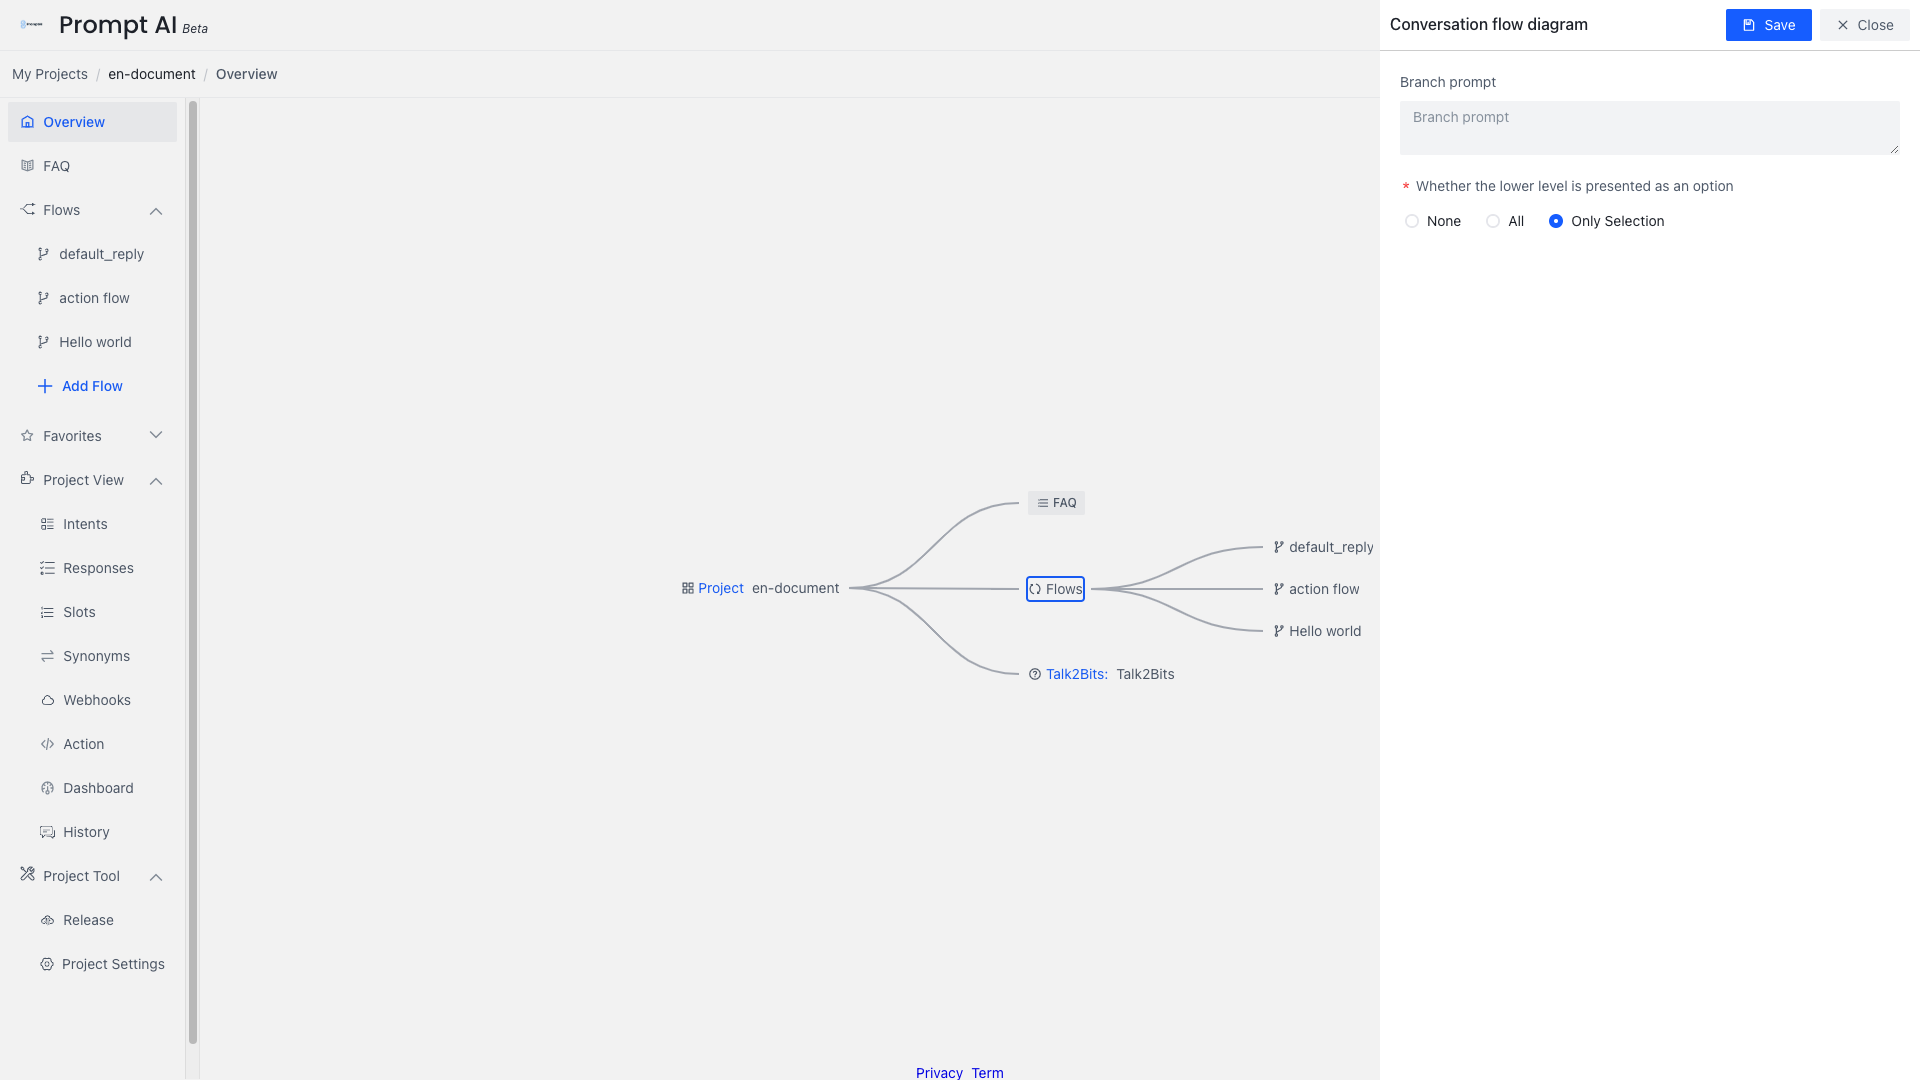 Prompt AI Beta
Conversation flow diagram
Save
Close
My Projects / en-document / Overview
Branch prompt
Branch prompt
* Whether the lower level is presented as an option
None
All
Only Selection
Overview
FAQ
Flows
default_reply
action flow
Hello world
Add Flow
Favorites
Project View
Intents
Responses
Slots
Synonyms
Webhooks
Action
Dashboard
History
Project Tool
Release
Project Settings
FAQ
default_reply
Project en-document
Flows
action flow
Hello world
Talk2Bits: Talk2Bits
Privacy Term